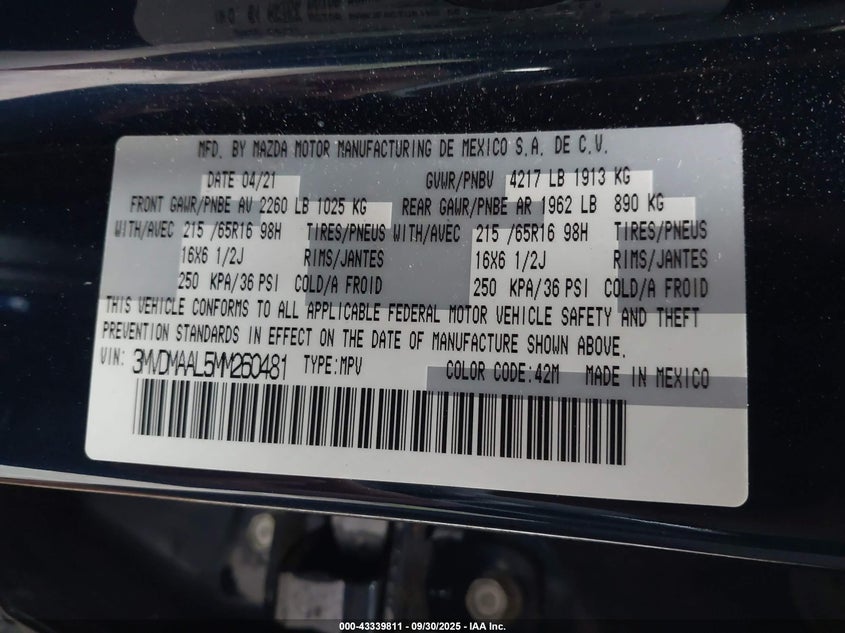 MFD. BY MAZDA MOTOR MANUFACTURING DE MEXICO S.A. DE C.V.
DATE 04/21 GVWR/PNBV 4217 LB 1913 KG
FRONT GAWR/PNBE AV 2260 LB 1025 KG REAR GAWR/PNBE AR 1962 LB 890 KG
WITH/AVEC 215 /65R16 98H TIRES/PNEUS WITH/AVEC 215 /65R16 98H TIRES/PNEUS
16X6 1/2J RIMS/JANTES 16X6 1/2J RIMS/JANTES
250 KPA/36 PSI COLD/A FROID 250 KPA/36 PSI COLD/A FROID
THIS VEHICLE CONFORMS TO ALL APPLICABLE FEDERAL MOTOR VEHICLE SAFETY AND THEFT
PREVENTION STANDARDS IN EFFECT ON THE DATE OF MANUFACTURE SHOWN ABOVE.
VIN: 3MVDMAAL5MM260481 TYPE:MPV COLOR CODE:42M MADE IN MEXICO
000-43339811 - 09/30/2025 - IAA Inc.